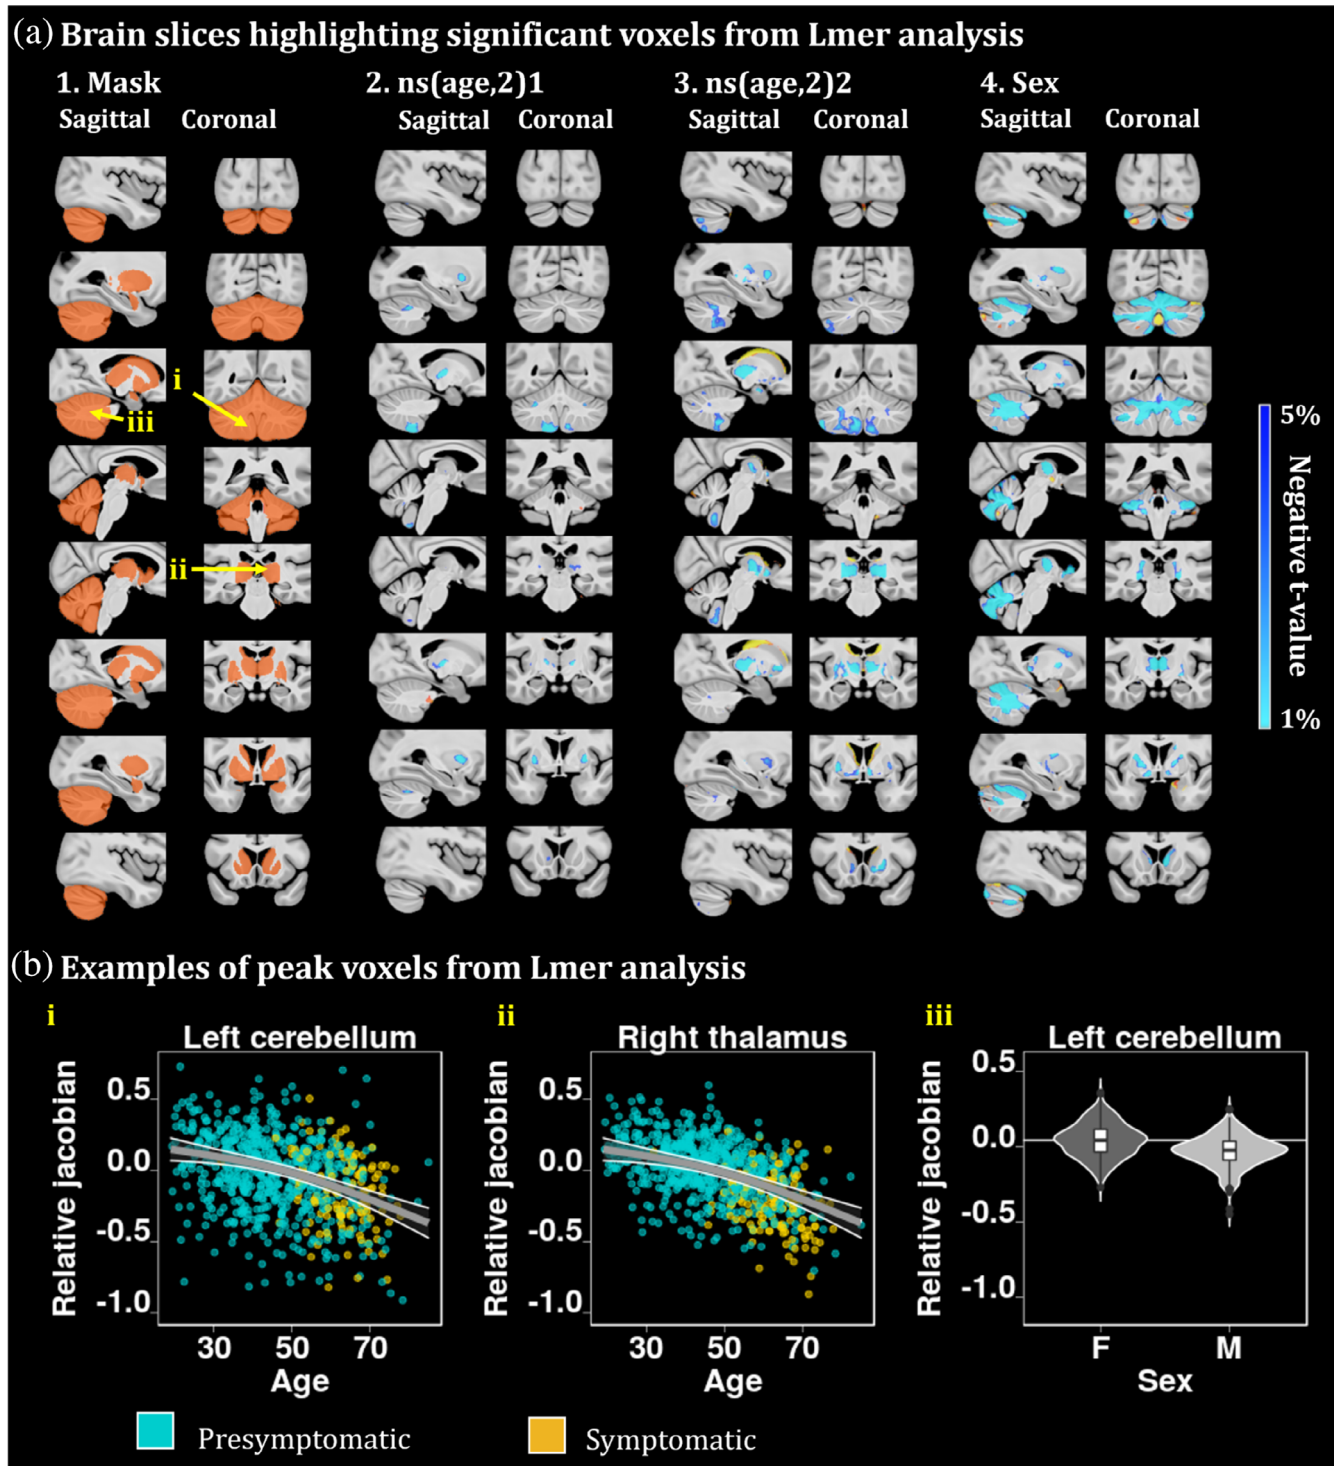 (a) Brain slices highlighting significant voxels from Lmer analysis
1. Mask 2. ns(age,2)1 3. ns(age,2)2 4. Sex
Sagittal Coronal Sagittal Coronal Sagittal Coronal Sagittal Coronal
i
iii
ii
5%
Negative t-value
1%
(b) Examples of peak voxels from Lmer analysis
i ii iii
Left cerebellum Right thalamus Left cerebellum
Relative jacobian
0.5
0.0
-0.5
-1.0
30 50 70
Age
Relative jacobian
0.5
0.0
-0.5
-1.0
30 50 70
Age
Relative jacobian
0.5
0.0
-0.5
-1.0
F M
Sex
Presymptomatic Symptomatic